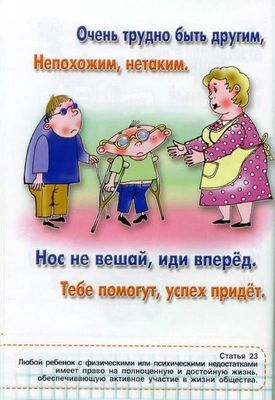 Очень трудно быть другим,
Непохожим, нетаким.
Нос не вешай, иди вперёд.
Тебе помогут, успех придёт.
Статья 23
Любой ребенок с физическими или психическими недостатками
имеет право на полноценную и достойную жизнь,
обеспечивающую активное участие в жизни общества.